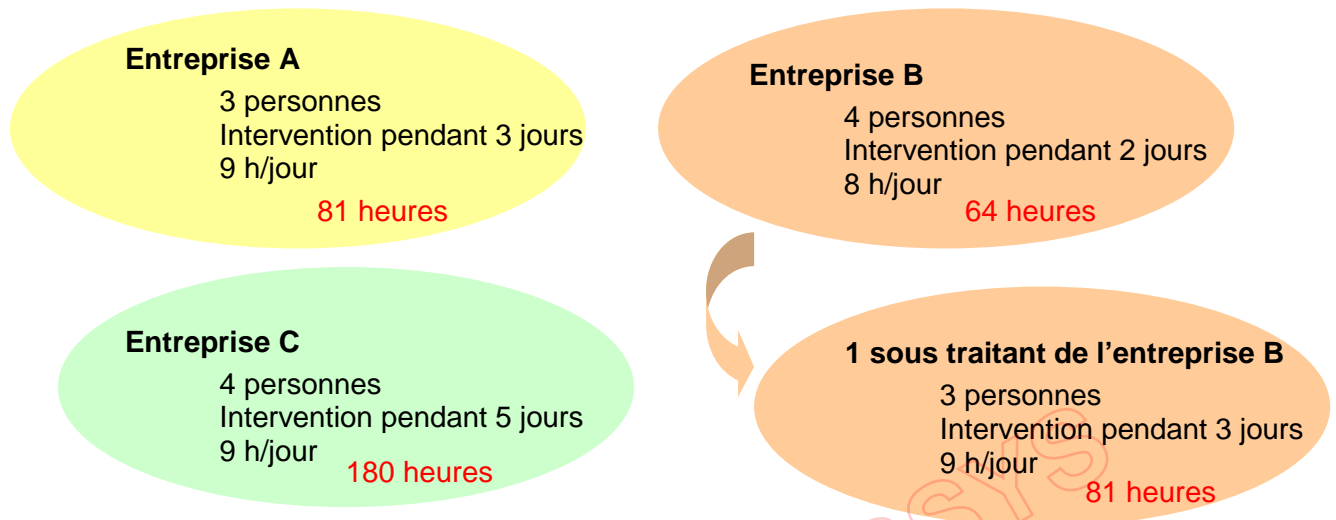 Entreprise A
3 personnes
Intervention pendant 3 jours
9 h/jour
81 heures
Entreprise B
4 personnes
Intervention pendant 2 jours
8 h/jour
64 heures
Entreprise C
4 personnes
Intervention pendant 5 jours
9 h/jour
180 heures
1 sous traitant de l’entreprise B
3 personnes
Intervention pendant 3 jours
9 h/jour
81 heures